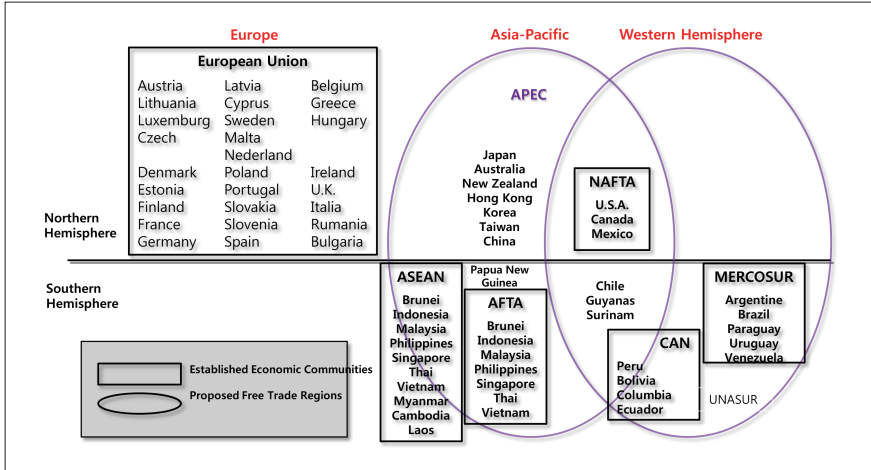 Europe
Asia-Pacific
Western Hemisphere
European Union
Austria Latvia Belgium
Lithuania Cyprus Greece
Luxemburg Sweden Hungary
Czech Malta
Nederland
Denmark Poland Ireland
Estonia Portugal U.K.
Finland Slovakia Italia
France Slovenia Rumania
Germany Spain Bulgaria
APEC
Japan
Australia
New Zealand
Hong Kong
Korea
Taiwan
China
NAFTA
U.S.A.
Canada
Mexico
Northern
Hemisphere
Southern
Hemisphere
ASEAN
Brunei
Indonesia
Malaysia
Philippines
Singapore
Thai
Vietnam
Myanmar
Cambodia
Laos
Papua New
Guinea
AFTA
Brunei
Indonesia
Malaysia
Philippines
Singapore
Thai
Vietnam
Chile
Guyanas
Surinam
CAN
Peru
Bolivia
Columbia
Ecuador
MERCOSUR
Argentine
Brazil
Paraguay
Uruguay
Venezuela
UNASUR
Established Economic Communities
Proposed Free Trade Regions